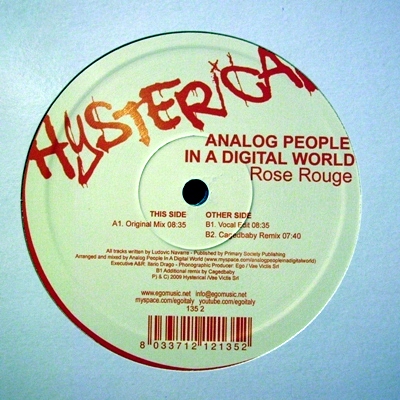 HYSTERICAL
ANALOG PEOPLE
IN A DIGITAL WORLD
Rose Rouge
THIS SIDE
A1. Original Mix 08:35
OTHER SIDE
B1. Vocal Edit 08:35
B2. Cagedbaby Remix 07:40
All tracks written by Ludovic Navarre - Published by Primary Society Publishing
Arranged and mixed by Analog People In A Digital World (www.myspace.com/analogpeopleinadigitalworld)
Executive A&R: Ilario Drago - Phonographic Producer: Ego / Vae Victis Srl
B1 Additional remix by Cagedbaby
P) & C) 2009 Hysterical /Vae Victis Srl
www.egomusic.net info@egomusic.net
myspace.com/egoitaly youtube.com/egoitaly
135 2
8 033712 121352